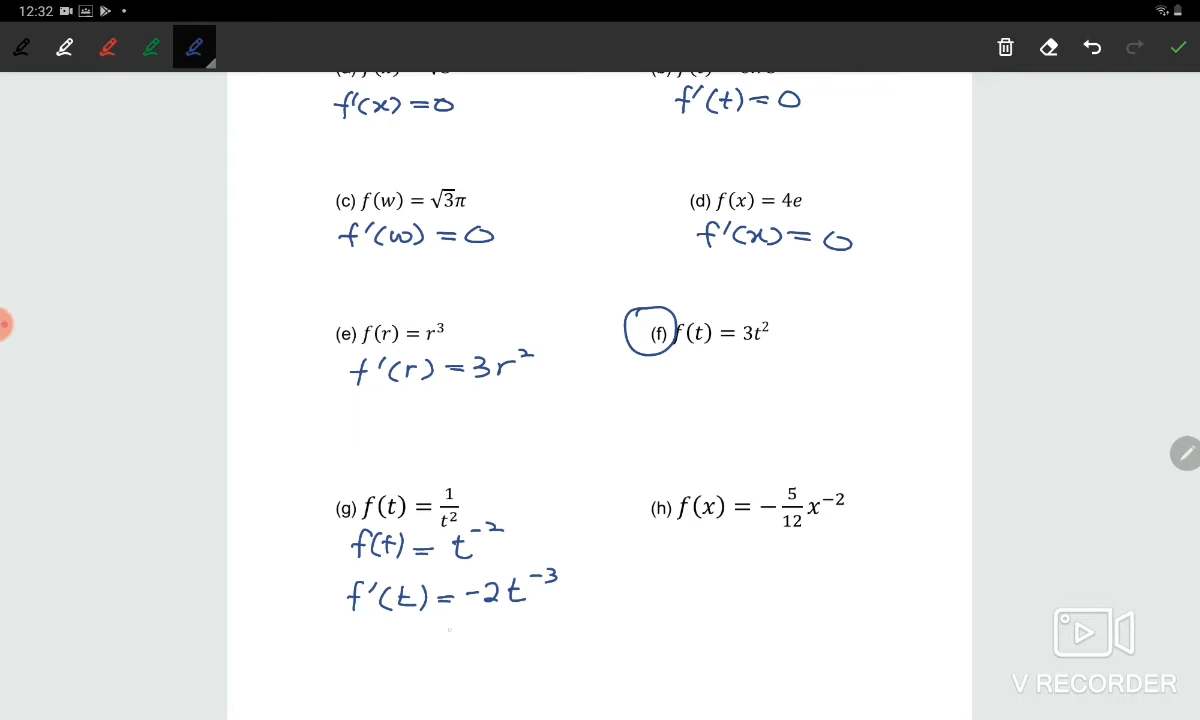 12:32
f'(x) = 0
f'(t) = 0
(c) f(w) = √3π
(d) f(x) = 4e
f'(w) = 0
f'(x) = 0
(e) f(r) = r³
(f) f(t) = 3t²
f'(r) = 3r²
(g) f(t) = 1/t²
(h) f(x) = −5/12 x⁻²
f(t) = t⁻²
f'(t) = -2t⁻³
V RECORDER